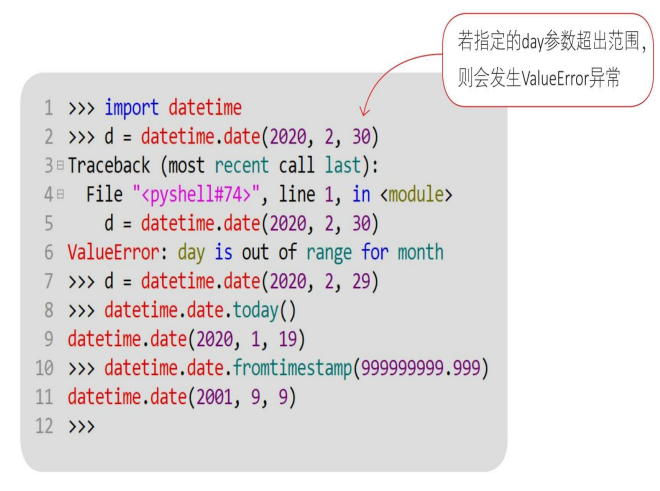 若指定的day参数超出范围，
则会发生ValueError异常
1 >>> import datetime
2 >>> d = datetime.date(2020, 2, 30)
3 Traceback (most recent call last):
4   File "<pyshell#74>", line 1, in <module>
5     d = datetime.date(2020, 2, 30)
6 ValueError: day is out of range for month
7 >>> d = datetime.date(2020, 2, 29)
8 >>> datetime.date.today()
9 datetime.date(2020, 1, 19)
10 >>> datetime.date.fromtimestamp(999999999.999)
11 datetime.date(2001, 9, 9)
12 >>>